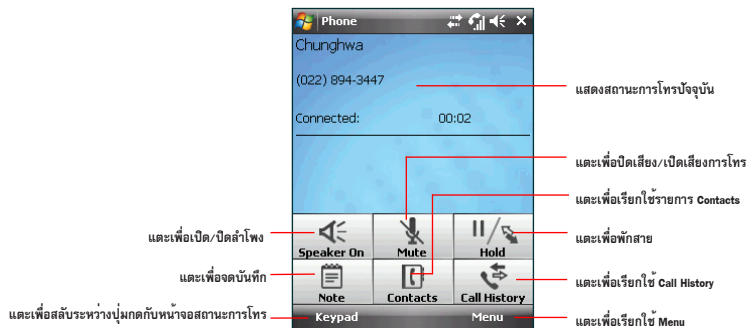 Phone
Chunghwa
(022) 894-3447
แสดงสถานะการโทรปัจจุบัน
Connected: 00:02
แตะเพื่อปิดเสียง/เปิดเสียงการโทร
แตะเพื่อเรียกใช้รายการ Contacts
แตะเพื่อเปิด/ปิดลำโพง
Speaker On
Mute
Hold
แตะเพื่อพักสาย
แตะเพื่อจดบันทึก
Note
Contacts
Call History
แตะเพื่อเรียกใช้ Call History
แตะเพื่อสลับระหว่างปุ่มกดกับหน้าจอสถานะการโทร
Keypad
Menu
แตะเพื่อเรียกใช้ Menu